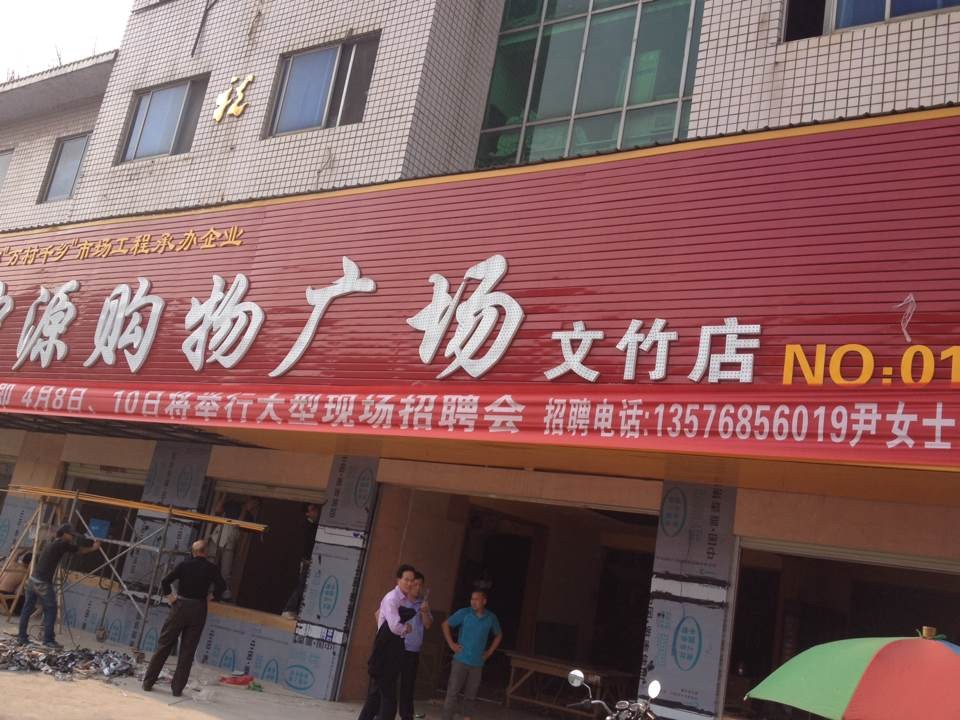 "万村千乡"市场工程承办企业
源购物广场 文竹店 NO:01
即 4月8日、10日将举行大型现场招聘会 招聘电话:13576856019尹女士